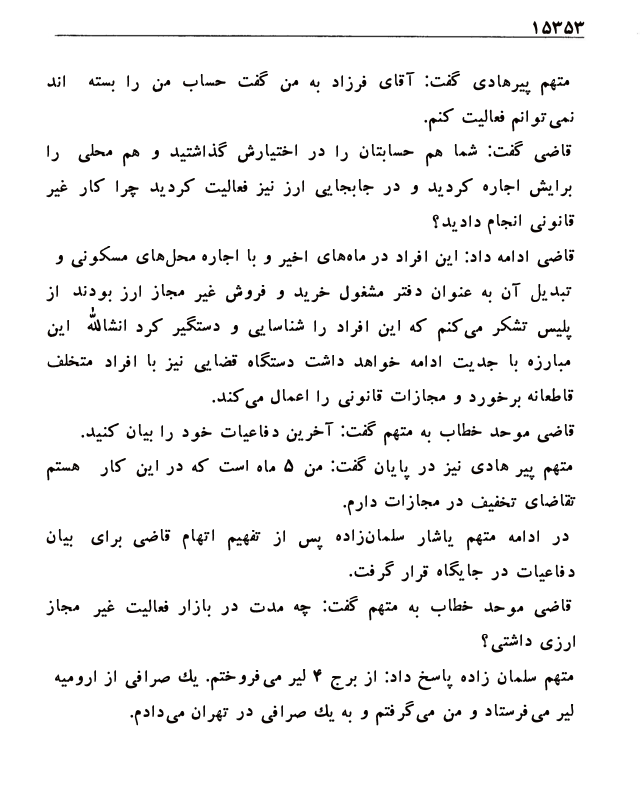 ۱۵۳۵۳
متهم پیرهادی گفت: آقای فرزاد به من گفت حساب من را بسته اند
نمی‌توانم فعالیت کنم.
قاضی گفت: شما هم حسابتان را در اختیارش گذاشتید و هم محلی را
برایش اجاره کردید و در جابجایی ارز نیز فعالیت کردید چرا کار غیر
قانونی انجام دادید؟
قاضی ادامه داد: این افراد در ماه‌های اخیر و با اجاره محل‌های مسکونی و
تبدیل آن به عنوان دفتر مشغول خرید و فروش غیر مجاز ارز بودند از
پلیس تشکر می‌کنم که این افراد را شناسایی و دستگیر کرد انشالله این
مبارزه با جدیت ادامه خواهد داشت دستگاه قضایی نیز با افراد متخلف
قاطعانه برخورد و مجازات قانونی را اعمال می‌کند.
قاضی موحد خطاب به متهم گفت: آخرین دفاعیات خود را بیان کنید.
متهم پیر هادی نیز در پایان گفت: من ۵ ماه است که در این کار هستم
تقاضای تخفیف در مجازات دارم.
در ادامه متهم یاشار سلمان‌زاده پس از تفهیم اتهام قاضی برای بیان
دفاعیات در جایگاه قرار گرفت.
قاضی موحد خطاب به متهم گفت: چه مدت در بازار فعالیت غیر مجاز
ارزی داشتی؟
متهم سلمان زاده پاسخ داد: از برج ۴ لیر می‌فروختم. یك صرافی از ارومیه
لیر می‌فرستاد و من می‌گرفتم و به یك صرافی در تهران می‌دادم.